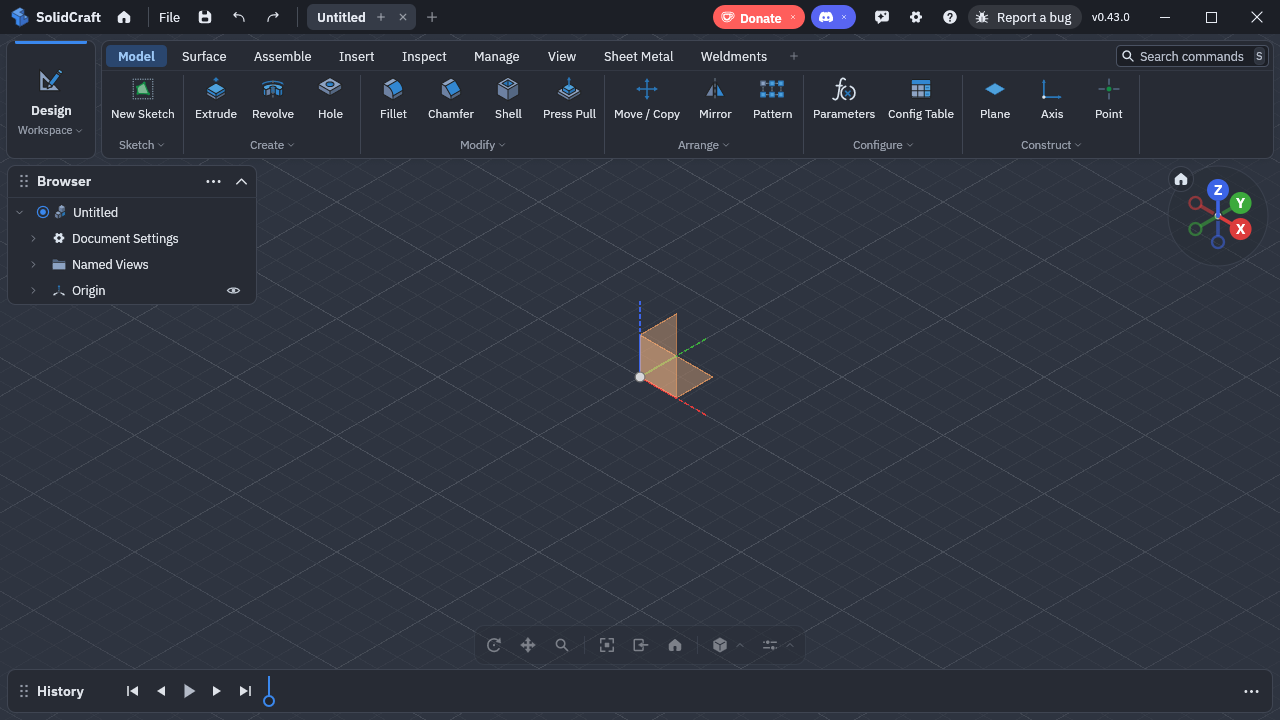 SolidCraft
File
Untitled
Donate
Report a bug
v0.43.0
Design
Workspace
Model
Surface
Assemble
Insert
Inspect
Manage
View
Sheet Metal
Weldments
Search commands
S
New Sketch
Extrude
Revolve
Hole
Fillet
Chamfer
Shell
Press Pull
Move / Copy
Mirror
Pattern
Parameters
Config Table
Plane
Axis
Point
Sketch
Create
Modify
Arrange
Configure
Construct
Browser
Untitled
Document Settings
Named Views
Origin
Z
Y
X
History